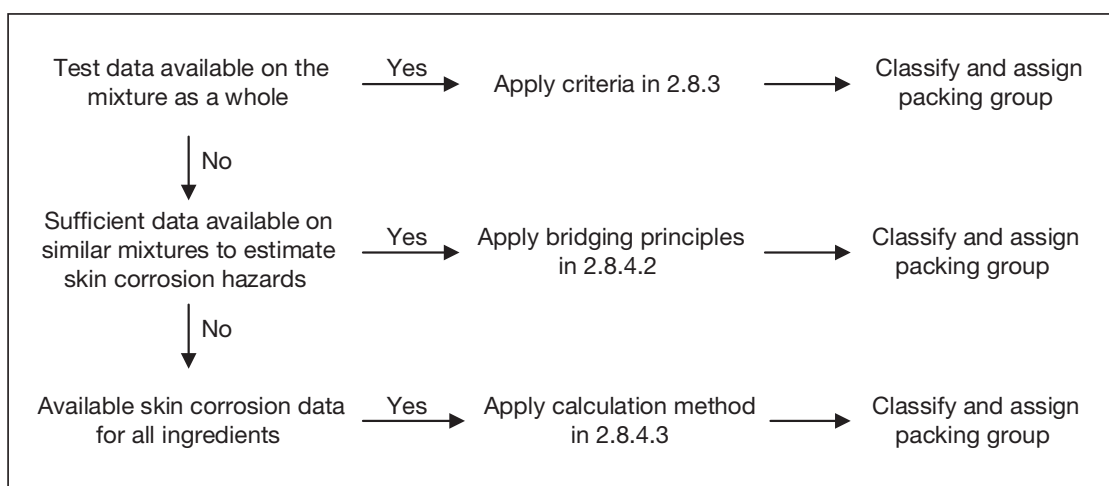 Test data available on the
mixture as a whole
Yes
Apply criteria in 2.8.3
Classify and assign
packing group
No
Sufficient data available on
similar mixtures to estimate
skin corrosion hazards
Yes
Apply bridging principles
in 2.8.4.2
Classify and assign
packing group
No
Available skin corrosion data
for all ingredients
Yes
Apply calculation method
in 2.8.4.3
Classify and assign
packing group